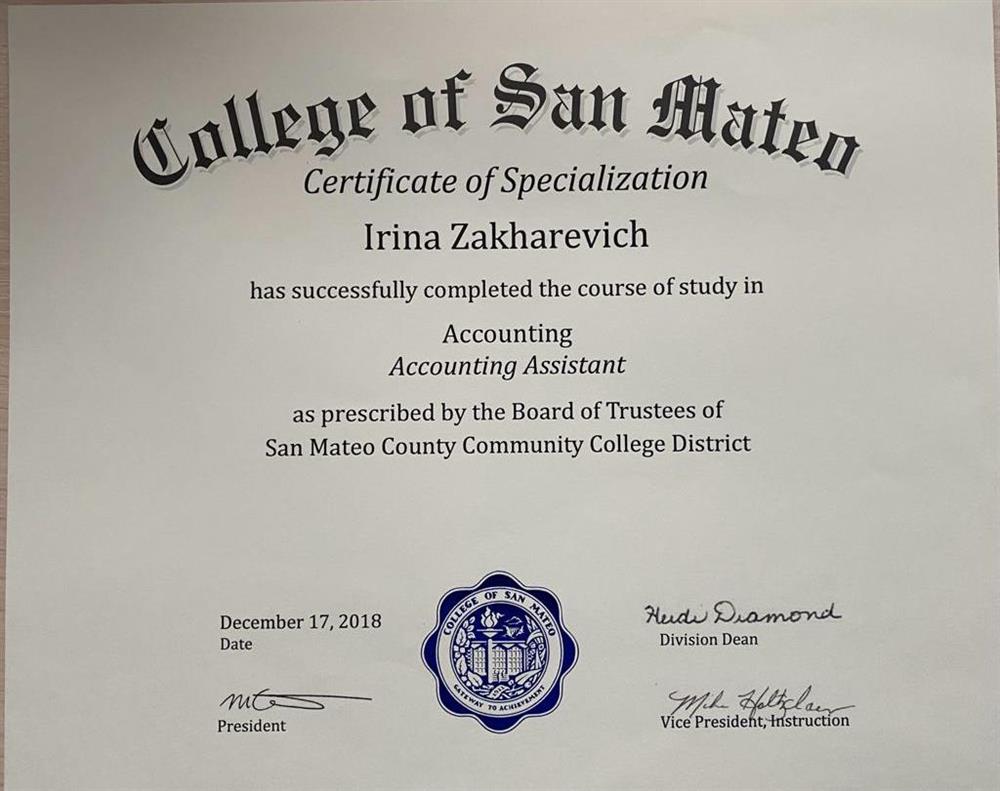 College of San Mateo
Certificate of Specialization
Irina Zakharevich
has successfully completed the course of study in
Accounting
Accounting Assistant
as prescribed by the Board of Trustees of
San Mateo County Community College District
December 17, 2018
Date
President
COLLEGE OF SAN MATEO
GATEWAY TO ACHIEVEMENT
Heidi Diamond
Division Dean
Mike Holtzclaw
Vice President, Instruction